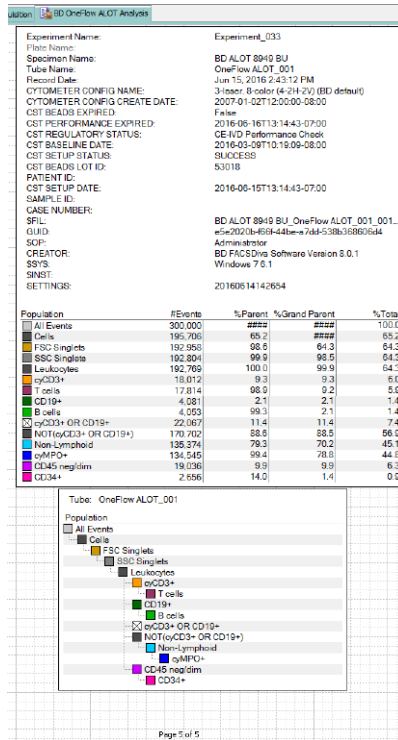 uisition BD OneFlow ALOT Analysis
Experiment Name: Experiment_033
Plate Name:
Specimen Name: BD ALOT 8949 BU
Tube Name: OneFlow ALOT_001
Record Date: Jun 15, 2016 2:43:12 PM
CYTOMETER CONFIG NAME: 3-laser, 8-color (4-2H-2V) (BD default)
CYTOMETER CONFIG CREATE DATE: 2007-01-02T12:00:00-08:00
CST BEADS EXPIRED: False
CST PERFORMANCE EXPIRED: 2016-06-16T13:14:43-07:00
CST REGULATORY STATUS: CE-IVD Performance Check
CST BASELINE DATE: 2016-03-09T10:19:09-08:00
CST SETUP STATUS: SUCCESS
CST BEADS LOT ID: 53018
PATIENT ID:
CST SETUP DATE: 2016-06-15T13:14:43-07:00
SAMPLE ID:
CASE NUMBER:
$FIL: BD ALOT 8949 BU_OneFlow ALOT_001_001...
GUID: e5e2020b-f66f-44be-a7dd-538b368606d4
SOP: Administrator
CREATOR: BD FACSDiva Software Version 8.0.1
$SYS: Windows 7 6.1
$INST:
SETTINGS: 20160614142654
Population #Events %Parent %Grand Parent %Total
All Events 300,000 #### #### 100.0
Cells 195,706 65.2 #### 65.2
FSC Singlets 192,958 98.6 64.3 64.3
SSC Singlets 192,804 99.9 98.5 64.3
Leukocytes 192,769 100.0 99.9 64.3
cyCD3+ 18,012 9.3 9.3 6.0
T cells 17,814 98.9 9.2 5.9
CD19+ 4,081 2.1 2.1 1.4
B cells 4,053 99.3 2.1 1.4
cyCD3+ OR CD19+ 22,067 11.4 11.4 7.4
NOT(cyCD3+ OR CD19+) 170,702 88.6 88.5 56.9
Non-Lymphoid 135,374 79.3 70.2 45.1
cyMPO+ 134,545 99.4 78.8 44.8
CD45 neg/dim 19,036 9.9 9.9 6.3
CD34+ 2,656 14.0 1.4 0.9
Tube: OneFlow ALOT_001
Population
All Events
Cells
FSC Singlets
SSC Singlets
Leukocytes
cyCD3+
T cells
CD19+
B cells
cyCD3+ OR CD19+
NOT(cyCD3+ OR CD19+)
Non-Lymphoid
cyMPO+
CD45 neg/dim
CD34+
Page 5 of 5